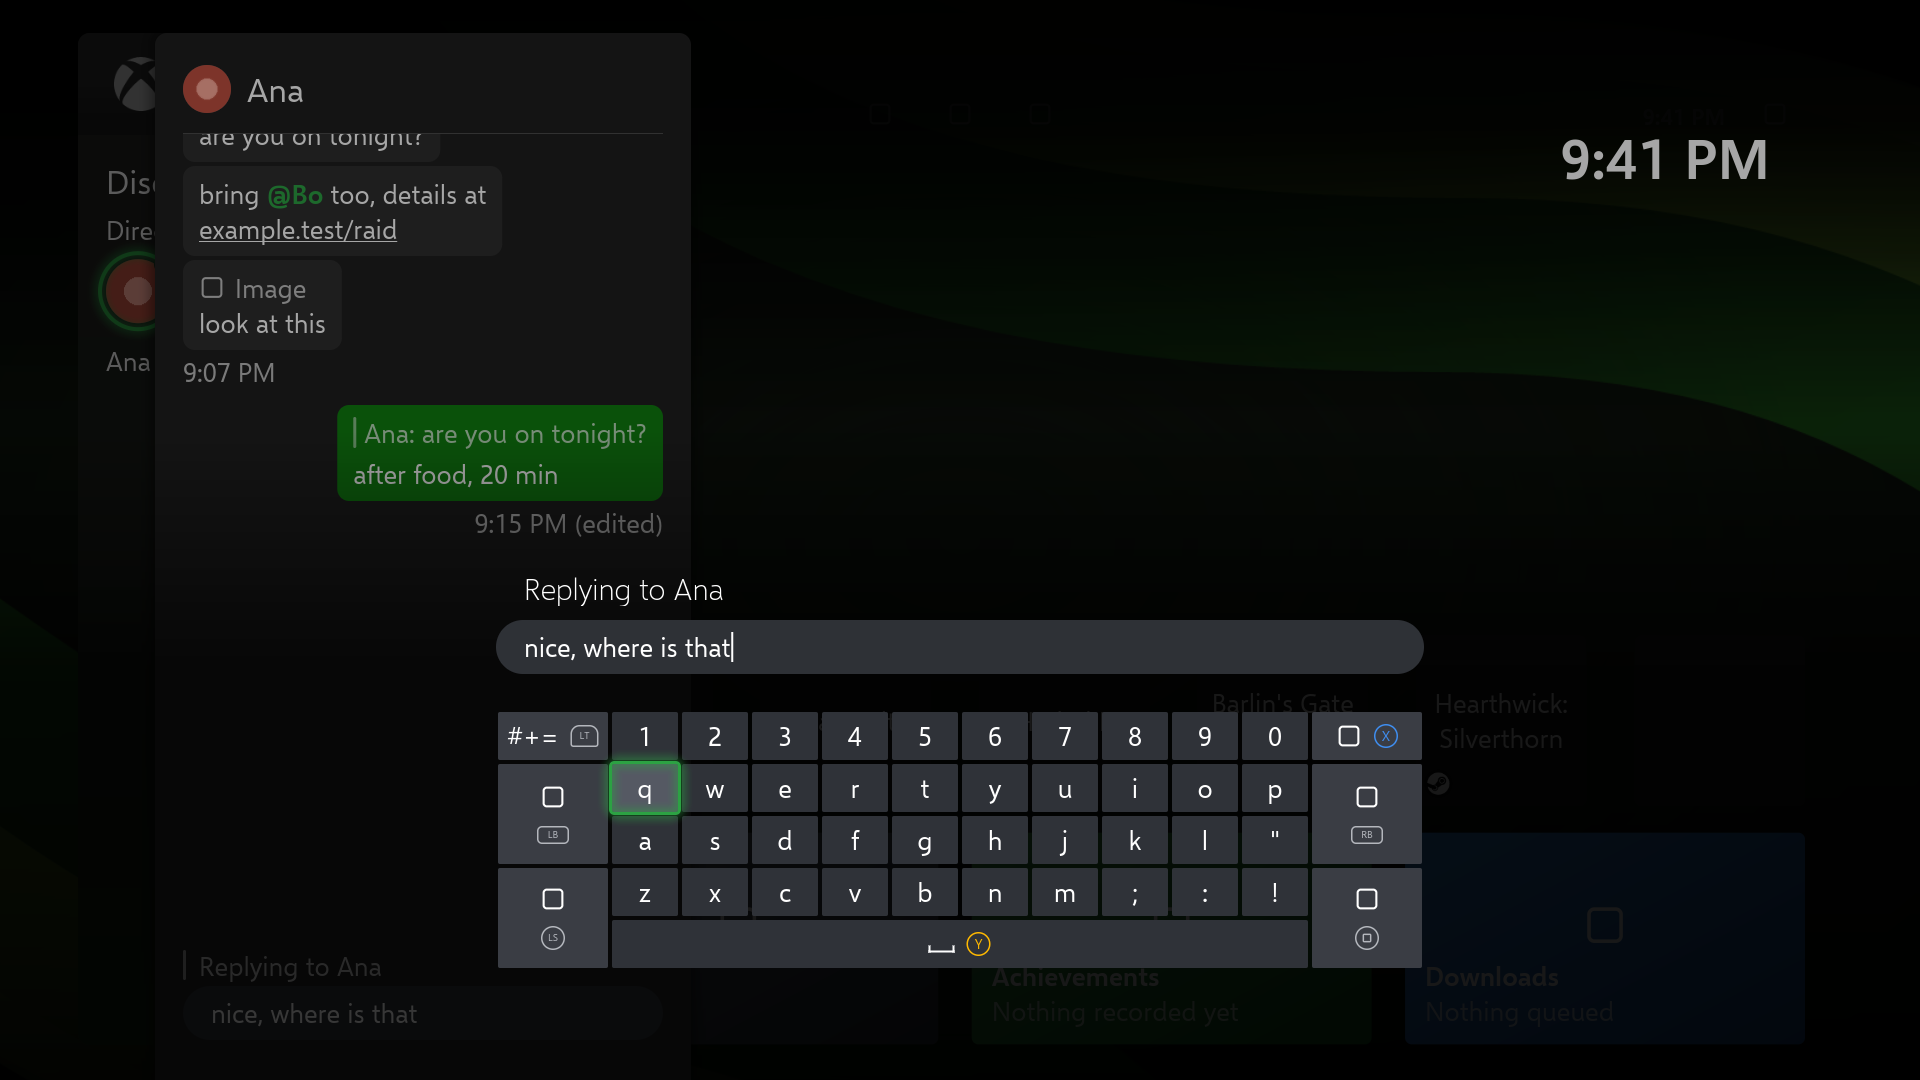 Ana
are you on tonight?
bring @Bo too, details at
example.test/raid
Image
look at this
9:07 PM
Ana: are you on tonight?
after food, 20 min
9:15 PM (edited)
Dire
Ana
9:41 PM
9:41 PM
Replying to Ana
nice, where is that
#+= LT 1 2 3 4 5 6 7 8 9 0 X
q w e r t y u i o p
LB a s d f g h j k l " RB
z x c v b n m ; : !
LS Y
Barlin's Gate
Hearthwick:
Silverthorn
Achievements
Nothing recorded yet
Downloads
Nothing queued
Replying to Ana
nice, where is that